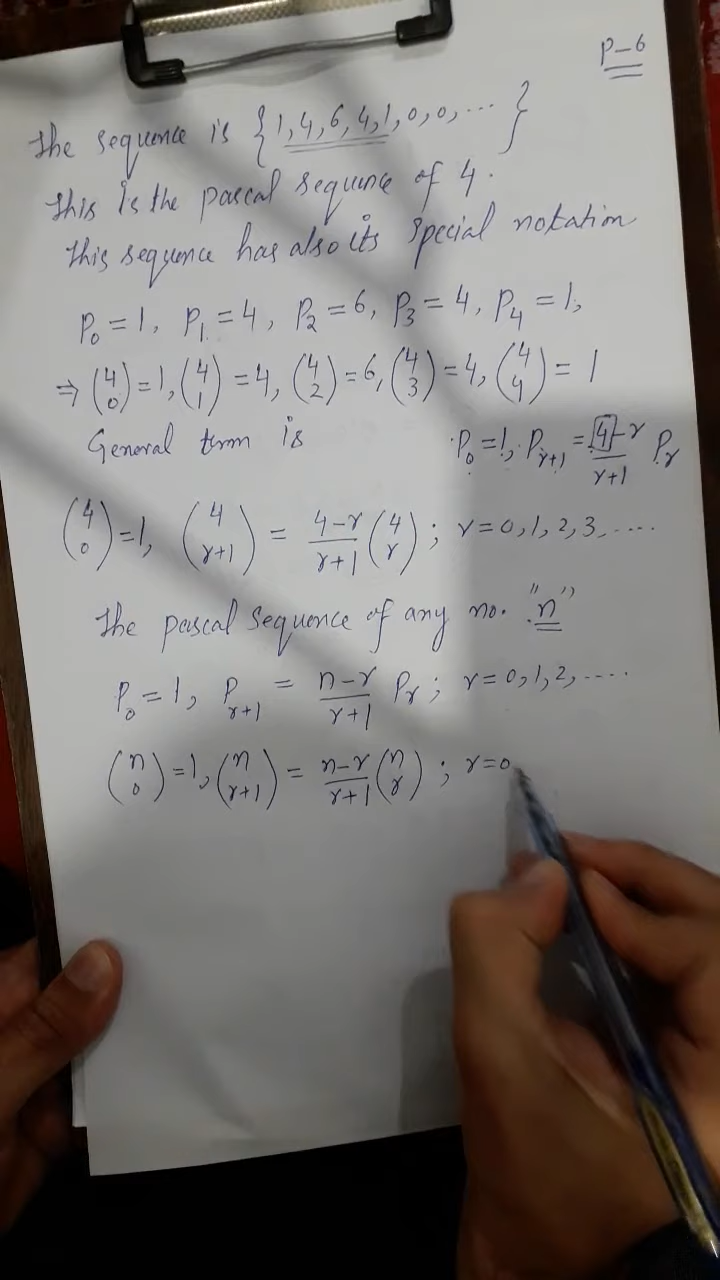 P-6
The sequence is {1,4,6,4,1,0,0,...}
This is the pascal sequence of 4.
This sequence has also its special notation
P₀ = 1, P₁ = 4, P₂ = 6, P₃ = 4, P₄ = 1,
⇒ (4 0) = 1, (4 1) = 4, (4 2) = 6, (4 3) = 4, (4 4) = 1
General term is P₀ = 1, P_{r+1} = (4-r)/(r+1) P_r
(4 0) = 1, (4 r+1) = (4-r)/(r+1) (4 r); r = 0,1,2,3,....
The pascal sequence of any no. "n"
P₀ = 1, P_{r+1} = (n-r)/(r+1) P_r; r = 0,1,2,....
(n 0) = 1, (n r+1) = (n-r)/(r+1) (n r); r = 0